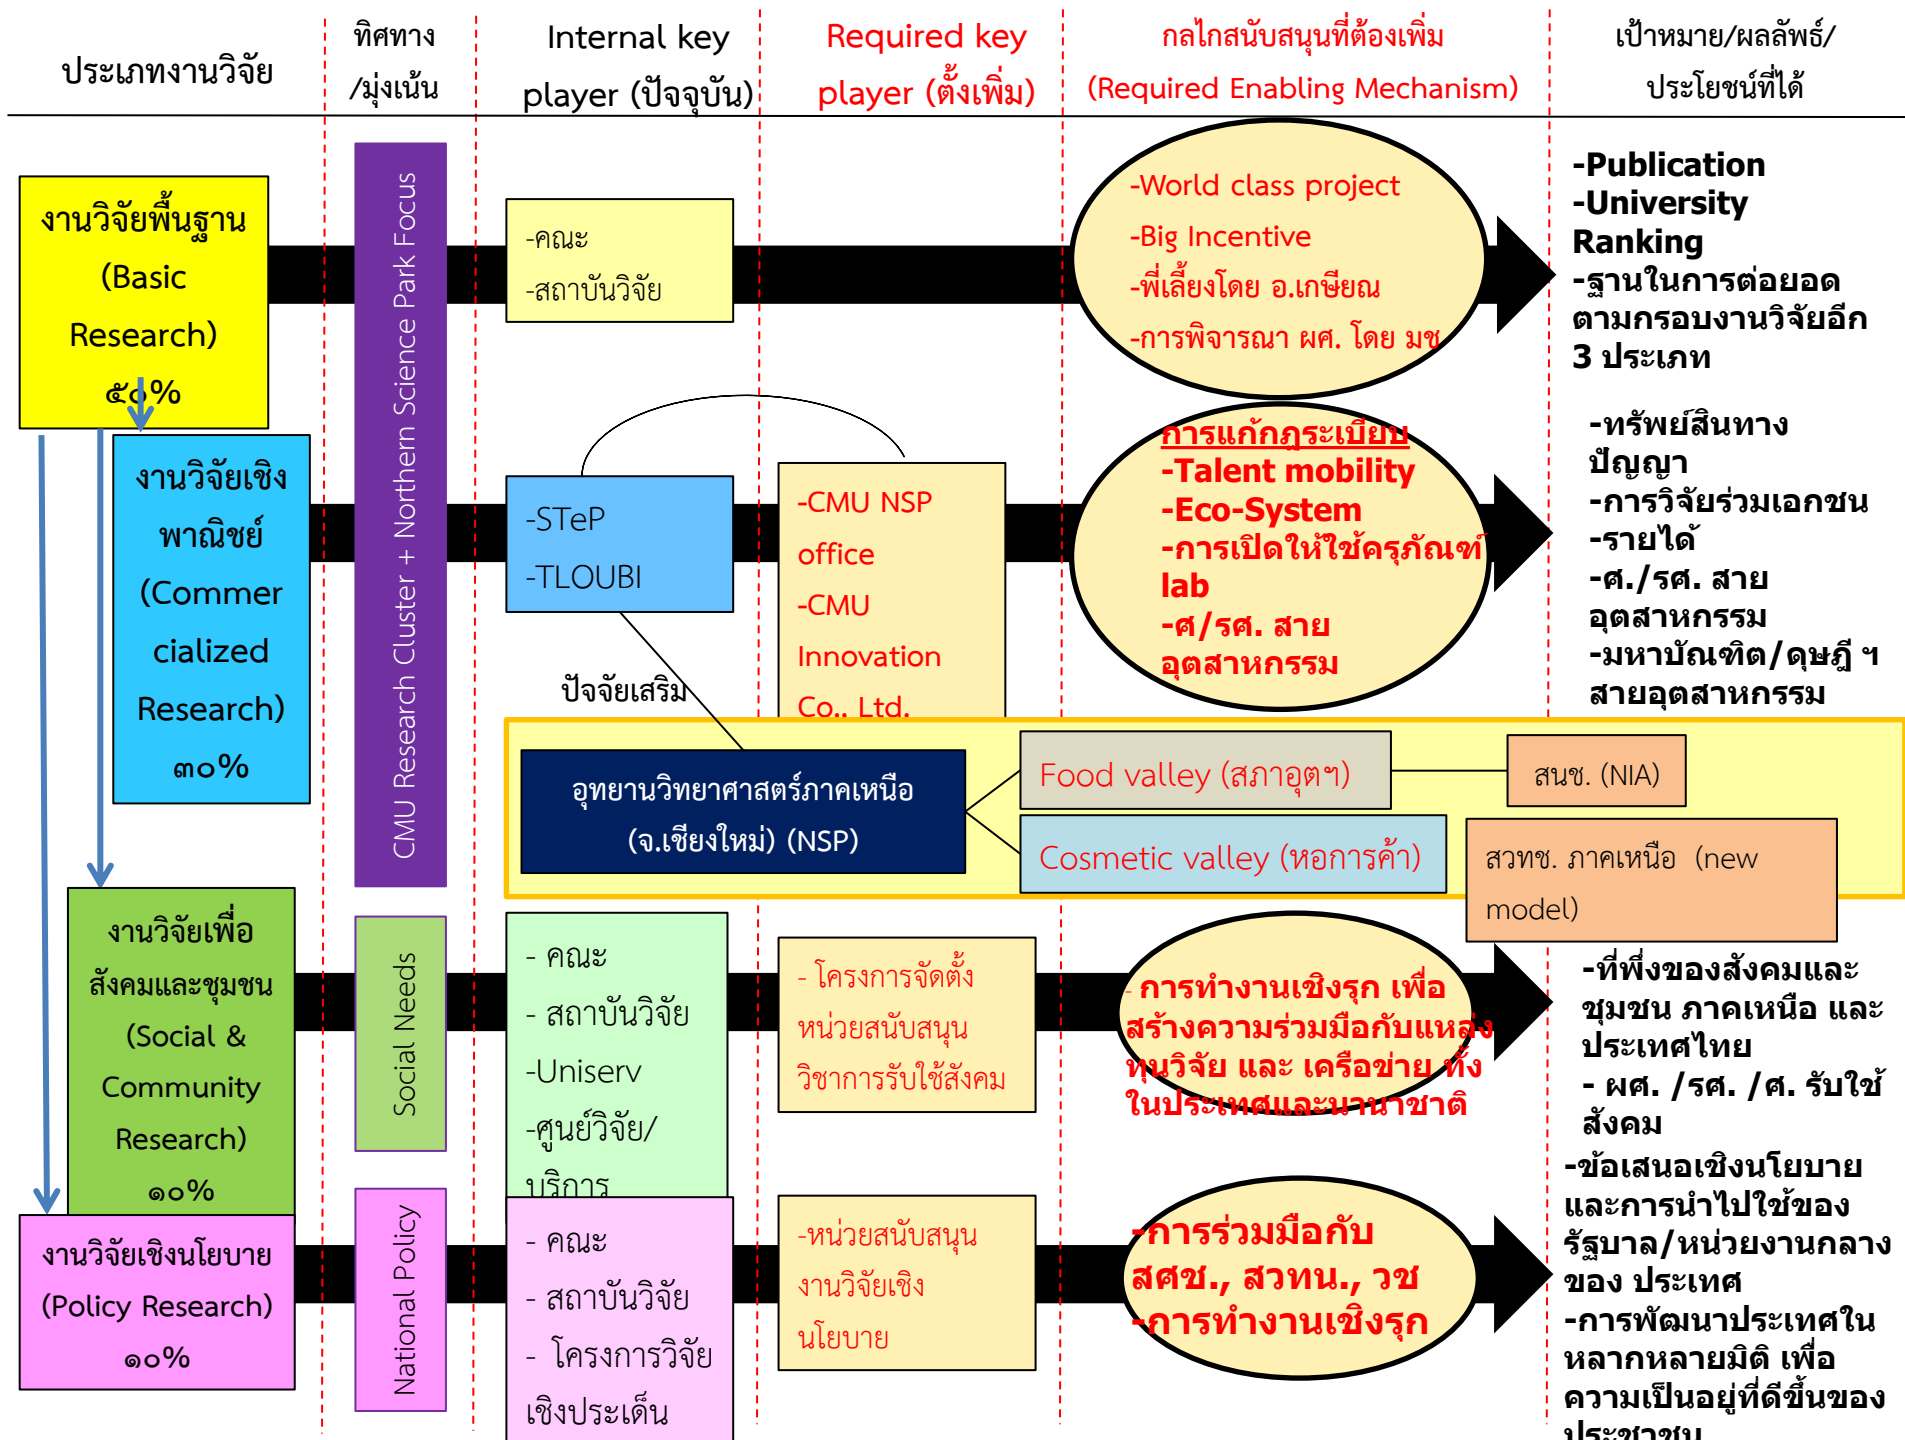 ประเภทงานวิจัย
ทิศทาง
/มุ่งเน้น
Internal key
player (ปัจจุบัน)
Required key
player (ตั้งเพิ่ม)
กลไกสนับสนุนที่ต้องเพิ่ม
(Required Enabling Mechanism)
เป้าหมาย/ผลลัพธ์/
ประโยชน์ที่ได้
งานวิจัยพื้นฐาน
(Basic
Research)
๕๐%
CMU Research Cluster + Northern Science Park Focus
-คณะ
-สถาบันวิจัย
-World class project
-Big Incentive
-พี่เลี้ยงโดย อ.เกษียณ
-การพิจารณา ผศ. โดย มช
-Publication
-University
Ranking
-ฐานในการต่อยอด
ตามกรอบงานวิจัยอีก
3 ประเภท
งานวิจัยเชิง
พาณิชย์
(Commer
cialized
Research)
๓๐%
-STeP
-TLOUBI
-CMU NSP
office
-CMU
Innovation
Co., Ltd.
การแก้กฎระเบียบ
-Talent mobility
-Eco-System
-การเปิดให้ใช้ครุภัณฑ์
lab
-ศ/รศ. สาย
อุตสาหกรรม
-ทรัพย์สินทาง
ปัญญา
-การวิจัยร่วมเอกชน
-รายได้
-ศ./รศ. สาย
อุตสาหกรรม
-มหาบัณฑิต/ดุษฎี ฯ
สายอุตสาหกรรม
ปัจจัยเสริม
อุทยานวิทยาศาสตร์ภาคเหนือ
(จ.เชียงใหม่) (NSP)
Food valley (สภาอุตฯ)
สนช. (NIA)
Cosmetic valley (หอการค้า)
สวทช. ภาคเหนือ (new
model)
งานวิจัยเพื่อ
สังคมและชุมชน
(Social &
Community
Research)
๑๐%
Social Needs
- คณะ
- สถาบันวิจัย
-Uniserv
-ศูนย์วิจัย/
บริการ
- โครงการจัดตั้ง
หน่วยสนับสนุน
วิชาการรับใช้สังคม
- การทำงานเชิงรุก เพื่อ
สร้างความร่วมมือกับแหล่ง
ทุนวิจัย และ เครือข่าย ทั้ง
ในประเทศและนานาชาติ
-ที่พึ่งของสังคมและ
ชุมชน ภาคเหนือ และ
ประเทศไทย
- ผศ. /รศ. /ศ. รับใช้
สังคม
งานวิจัยเชิงนโยบาย
(Policy Research)
๑๐%
National Policy
- คณะ
- สถาบันวิจัย
- โครงการวิจัย
เชิงประเด็น
-หน่วยสนับสนุน
งานวิจัยเชิง
นโยบาย
-การร่วมมือกับ
สศช., สวทน., วช
-การทำงานเชิงรุก
-ข้อเสนอเชิงนโยบาย
และการนำไปใช้ของ
รัฐบาล/หน่วยงานกลาง
ของ ประเทศ
-การพัฒนาประเทศใน
หลากหลายมิติ เพื่อ
ความเป็นอยู่ที่ดีขึ้นของ
ประชาชน